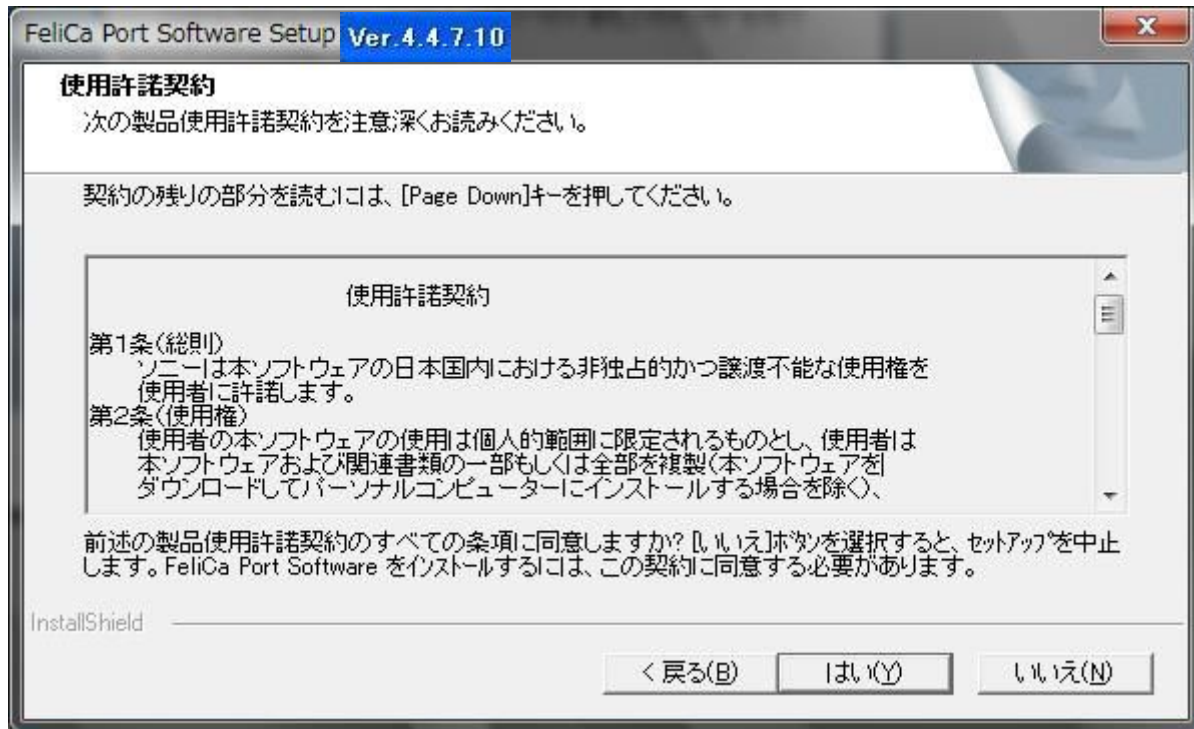 FeliCa Port Software Setup Ver.4.4.7.10
使用許諾契約
次の製品使用許諾契約を注意深くお読みください。
契約の残りの部分を読むには、[Page Down]キーを押してください。
使用許諾契約
第1条(総則)
ソニーは本ソフトウェアの日本国内における非独占的かつ譲渡不能な使用権を
使用者に許諾します。
第2条(使用権)
使用者の本ソフトウェアの使用は個人的範囲に限定されるものとし、使用者は
本ソフトウェアおよび関連書類の一部もしくは全部を複製(本ソフトウェアを
ダウンロードしてパーソナルコンピューターにインストールする場合を除く)、
前述の製品使用許諾契約のすべての条項に同意しますか? [いいえ]ボタンを選択すると、セットアップを中止
します。FeliCa Port Software をインストールするには、この契約に同意する必要があります。
InstallShield
< 戻る(B)
はい(Y)
いいえ(N)